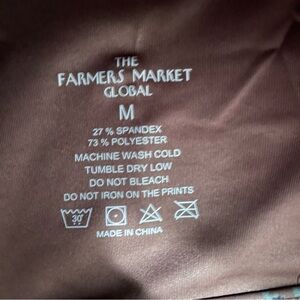 THE
FARMERS MARKET
GLOBAL
M
27 % SPANDEX
73 % POLYESTER
MACHINE WASH COLD
TUMBLE DRY LOW
DO NOT BLEACH
DO NOT IRON ON THE PRINTS
30°
MADE IN CHINA